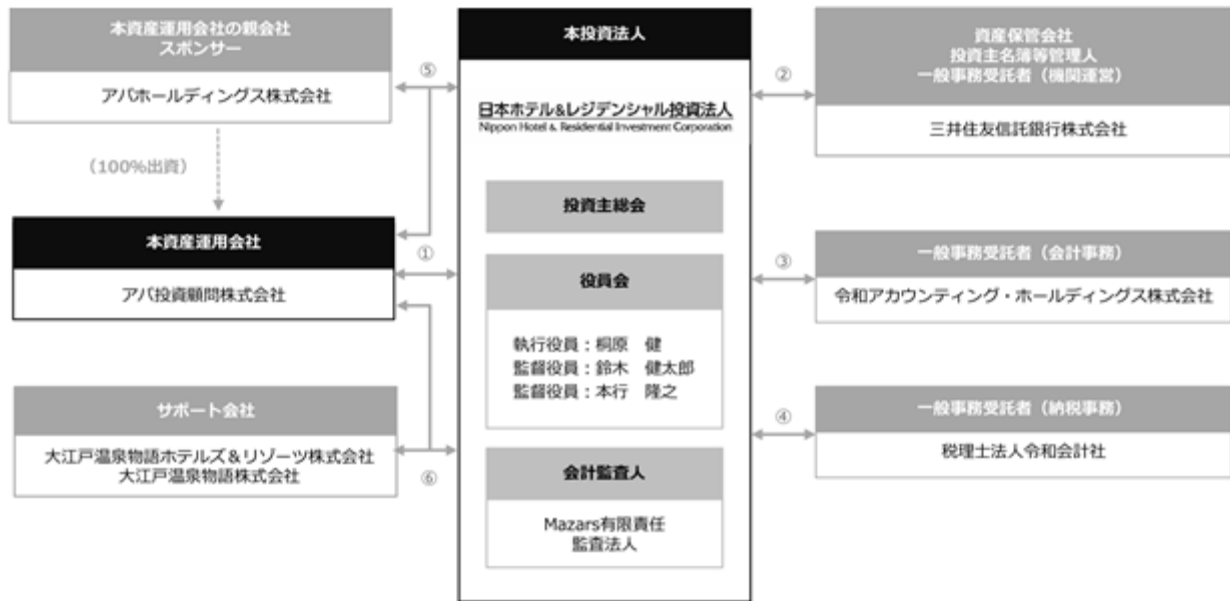 本資産運用会社の親会社
スポンサー
アパホールディングス株式会社
（100%出資）
本資産運用会社
アパ投資顧問株式会社
サポート会社
大江戸温泉物語ホテルズ＆リゾーツ株式会社
大江戸温泉物語株式会社
⑤
①
⑥
本投資法人
日本ホテル&レジデンシャル投資法人
Nippon Hotel & Residential Investment Corporation
投資主総会
役員会
執行役員：桐原　健
監督役員：鈴木　健太郎
監督役員：本行　隆之
会計監査人
Mazars有限責任
監査法人
②
③
④
資産保管会社
投資主名簿等管理人
一般事務受託者（機関運営）
三井住友信託銀行株式会社
一般事務受託者（会計事務）
令和アカウンティング・ホールディングス株式会社
一般事務受託者（納税事務）
税理士法人令和会計社